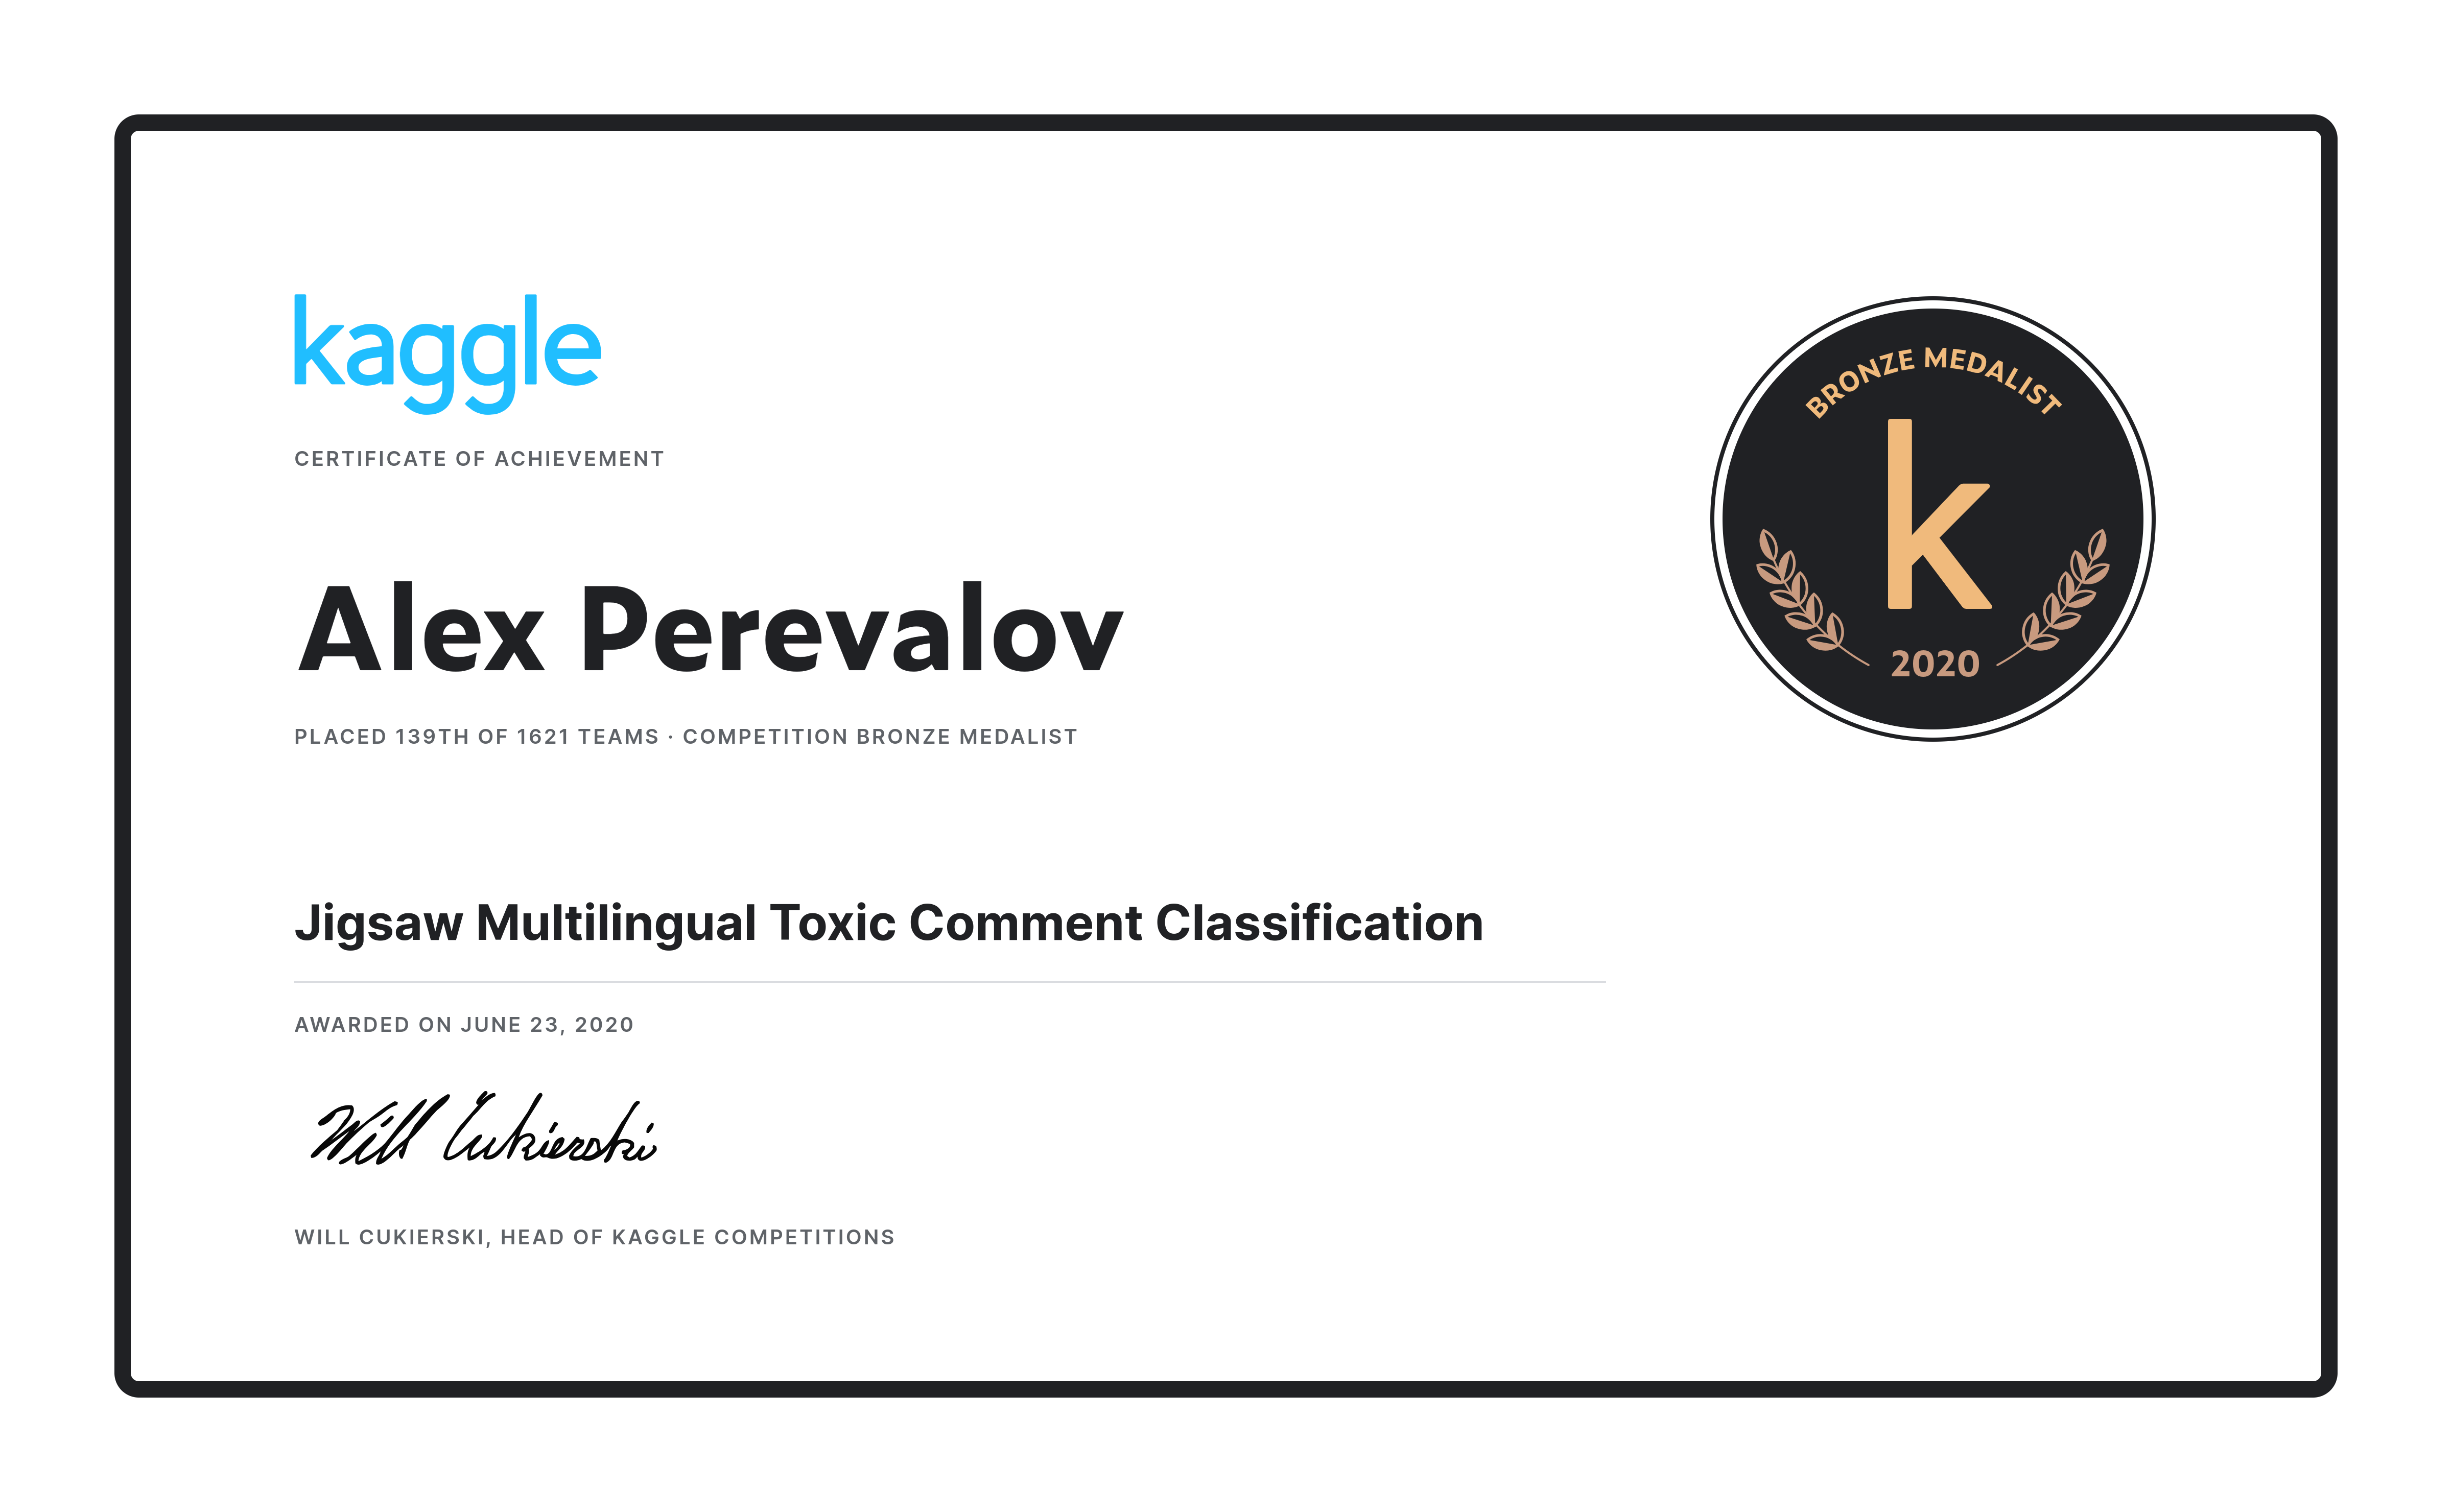 kaggle
CERTIFICATE OF ACHIEVEMENT
Alex Perevalov
PLACED 139TH OF 1621 TEAMS · COMPETITION BRONZE MEDALIST
BRONZE MEDALIST
k
2020
Jigsaw Multilingual Toxic Comment Classification
AWARDED ON JUNE 23, 2020
Will Cukierski
WILL CUKIERSKI, HEAD OF KAGGLE COMPETITIONS